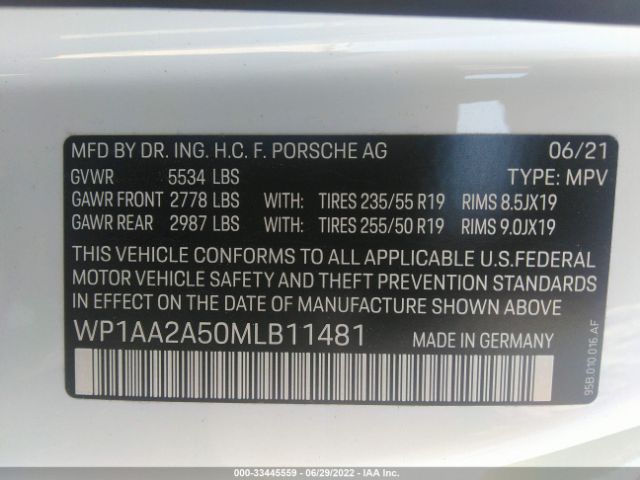 MFD BY DR. ING. H.C. F. PORSCHE AG 06/21
GVWR 5534 LBS TYPE: MPV
GAWR FRONT 2778 LBS WITH: TIRES 235/55 R19 RIMS 8.5JX19
GAWR REAR 2987 LBS WITH: TIRES 255/50 R19 RIMS 9.0JX19
THIS VEHICLE CONFORMS TO ALL APPLICABLE U.S.FEDERAL
MOTOR VEHICLE SAFETY AND THEFT PREVENTION STANDARDS
IN EFFECT ON THE DATE OF MANUFACTURE SHOWN ABOVE
WP1AA2A50MLB11481 MADE IN GERMANY
95B.010.016.AF
000-33445559 - 06/29/2022 - IAA Inc.